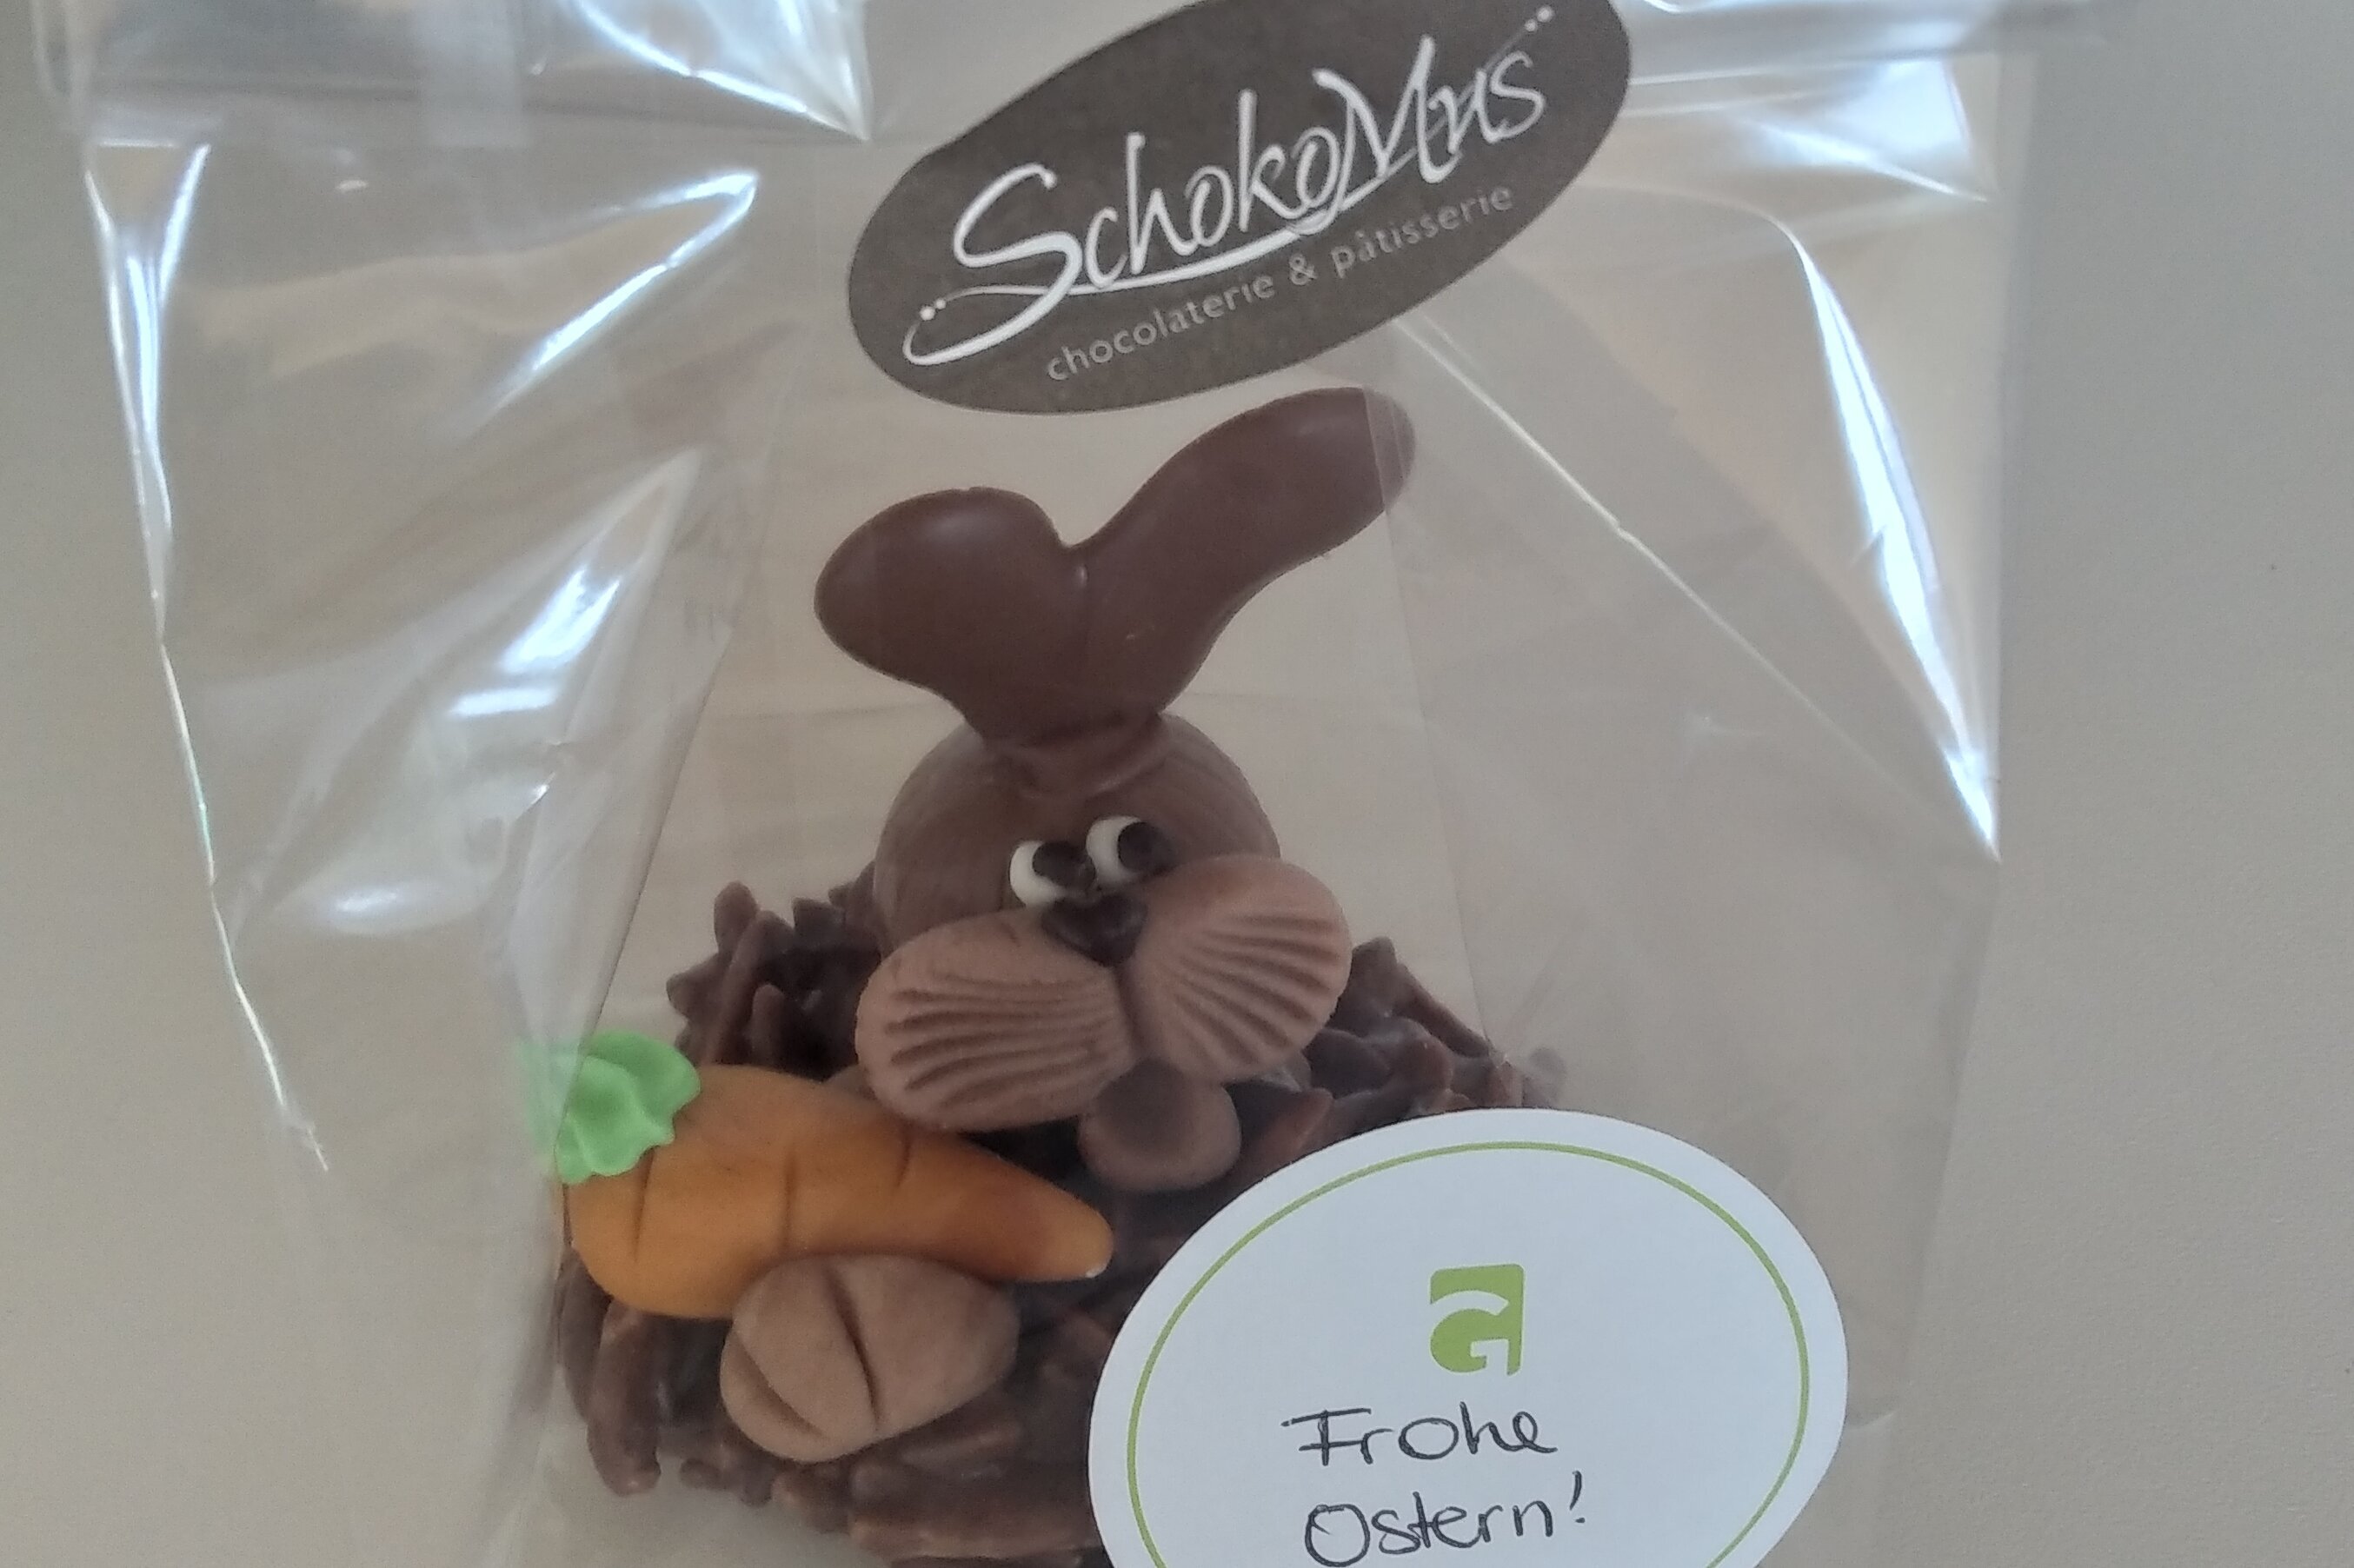 SchokoMus
chocolaterie & pâtisserie
Frohe
Ostern!